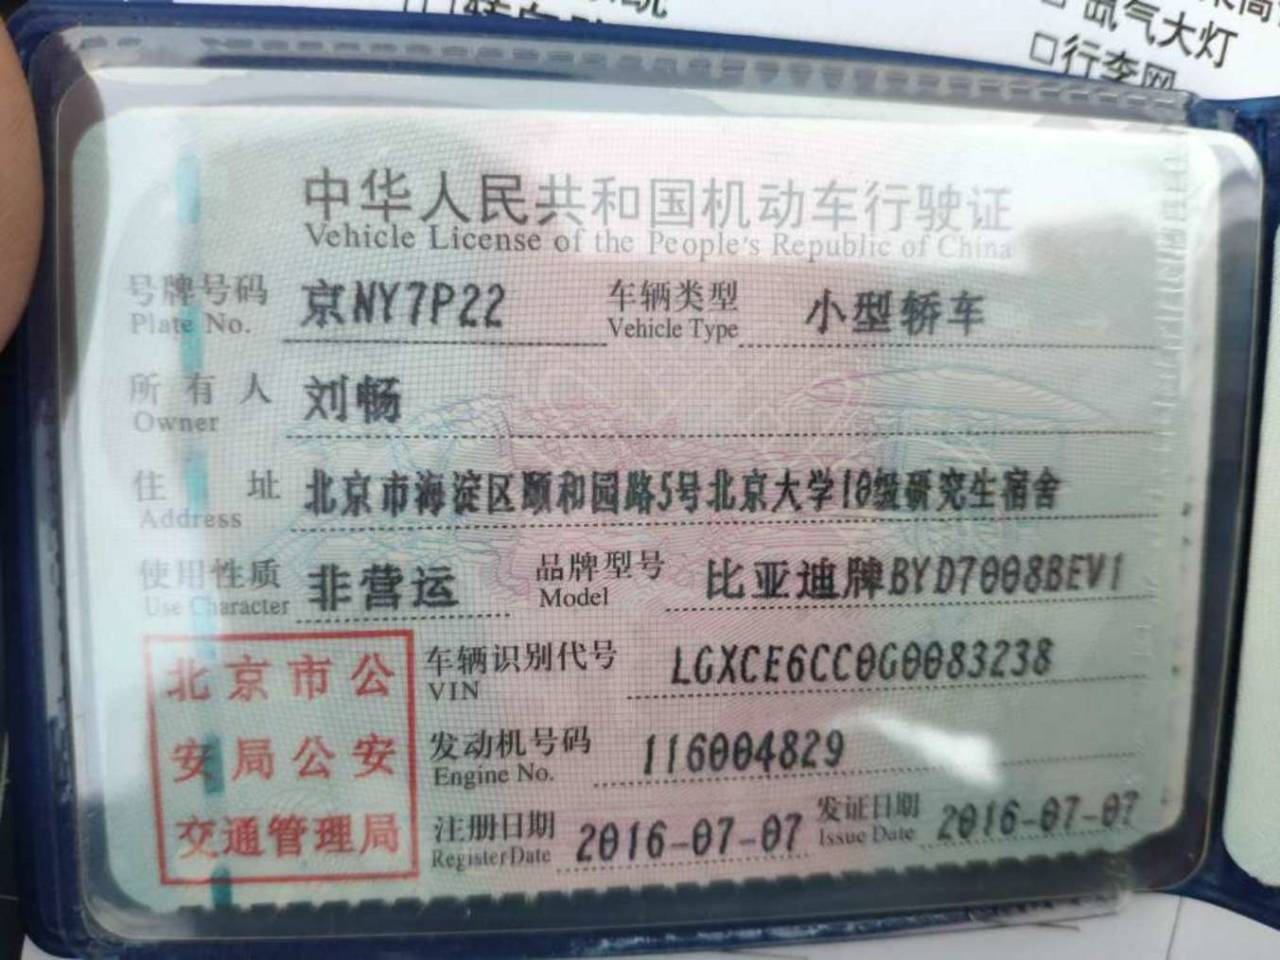 氙气大灯
□行李网
中华人民共和国机动车行驶证
Vehicle License of the People's Republic of China
号牌号码 京NY7P22 车辆类型 小型轿车
Plate No. Vehicle Type
所有人 刘畅
Owner
住址 北京市海淀区颐和园路5号北京大学10级研究生宿舍
Address
使用性质 非营运 品牌型号 比亚迪牌BYD7008BEV1
Use Character Model
北京市公
安局公安
交通管理局
车辆识别代号 LGXCE6CC0G0083238
VIN
发动机号码 116004829
Engine No.
注册日期 2016-07-07 发证日期 2016-07-07
Register Date Issue Date